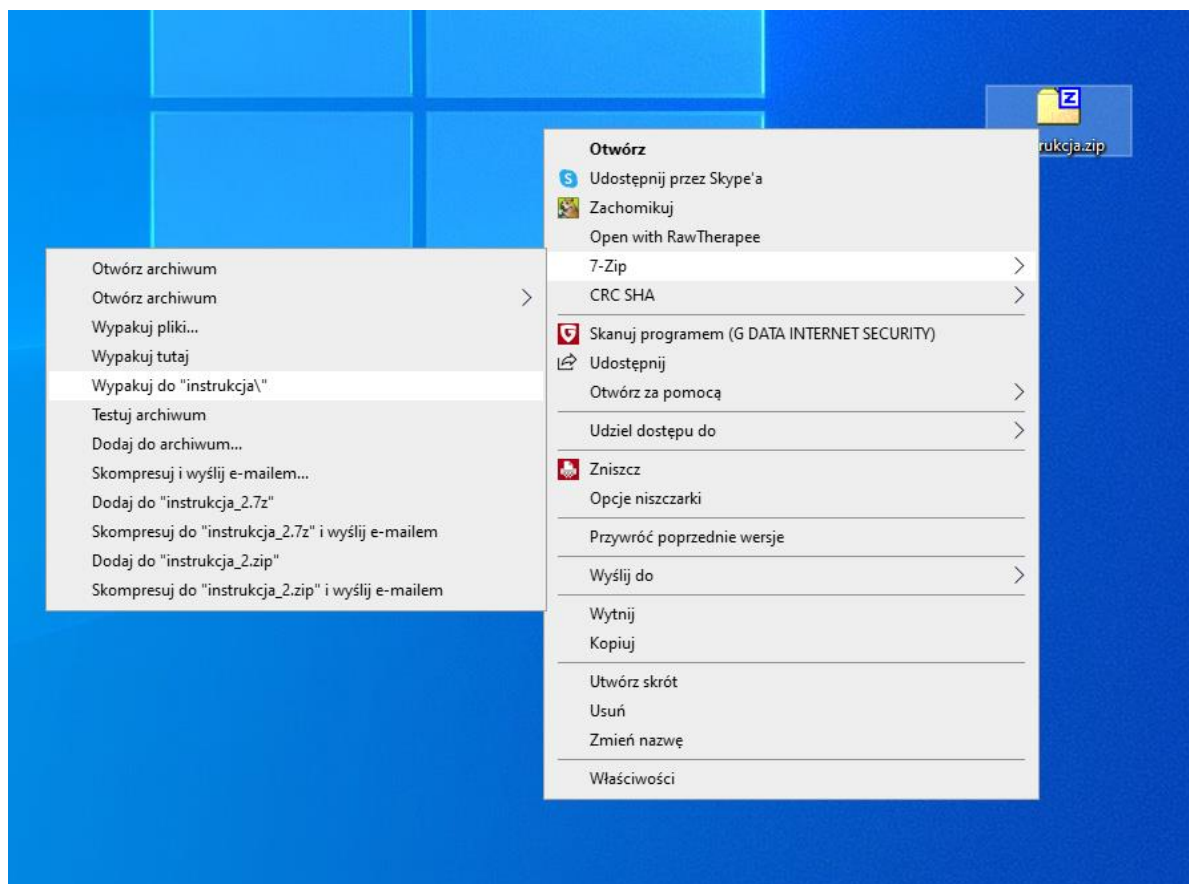 rukcja.zip
Otwórz
Udostępnij przez Skype'a
Zachomikuj
Open with RawTherapee
7-Zip
CRC SHA
Skanuj programem (G DATA INTERNET SECURITY)
Udostępnij
Otwórz za pomocą
Udziel dostępu do
Zniszcz
Opcje niszczarki
Przywróć poprzednie wersje
Wyślij do
Wytnij
Kopiuj
Utwórz skrót
Usuń
Zmień nazwę
Właściwości
Otwórz archiwum
Otwórz archiwum
Wypakuj pliki...
Wypakuj tutaj
Wypakuj do "instrukcja\"
Testuj archiwum
Dodaj do archiwum...
Skompresuj i wyślij e-mailem...
Dodaj do "instrukcja_2.7z"
Skompresuj do "instrukcja_2.7z" i wyślij e-mailem
Dodaj do "instrukcja_2.zip"
Skompresuj do "instrukcja_2.zip" i wyślij e-mailem